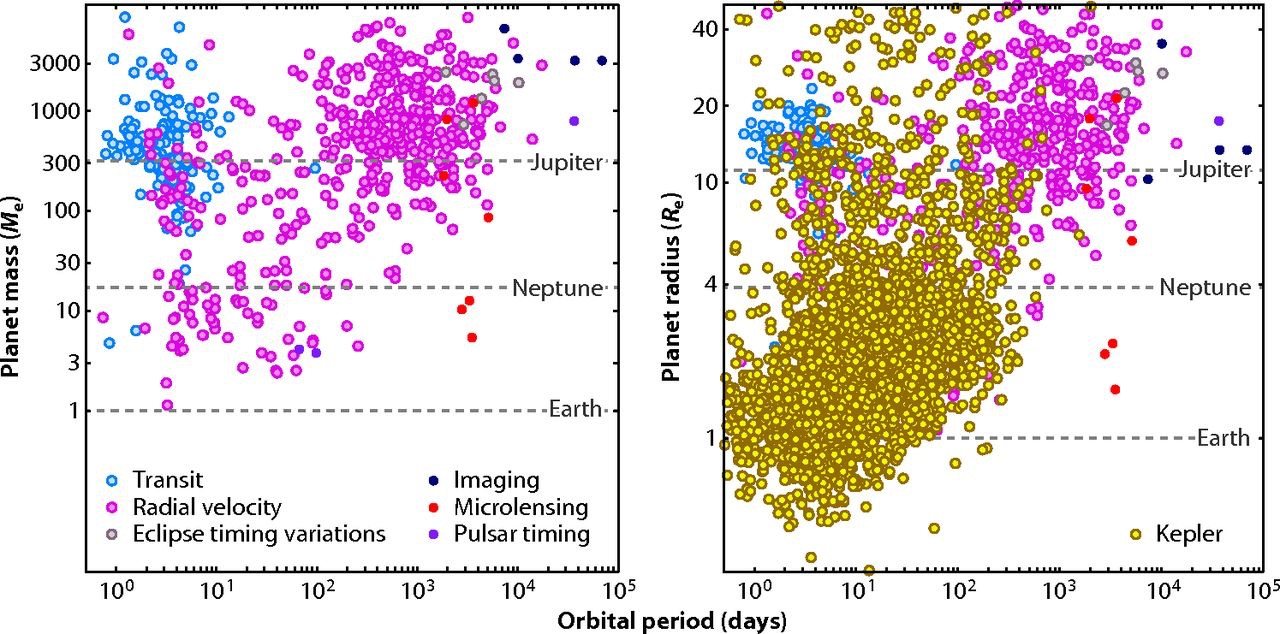 Planet mass (Mₑ)
3000
1000
300
100
30
10
3
1
Jupiter
Neptune
Earth
Transit
Radial velocity
Eclipse timing variations
Imaging
Microlensing
Pulsar timing
10⁰ 10¹ 10² 10³ 10⁴ 10⁵
Planet radius (Rₑ)
40
20
10
4
1
Jupiter
Neptune
Earth
Kepler
10⁰ 10¹ 10² 10³ 10⁴ 10⁵
Orbital period (days)